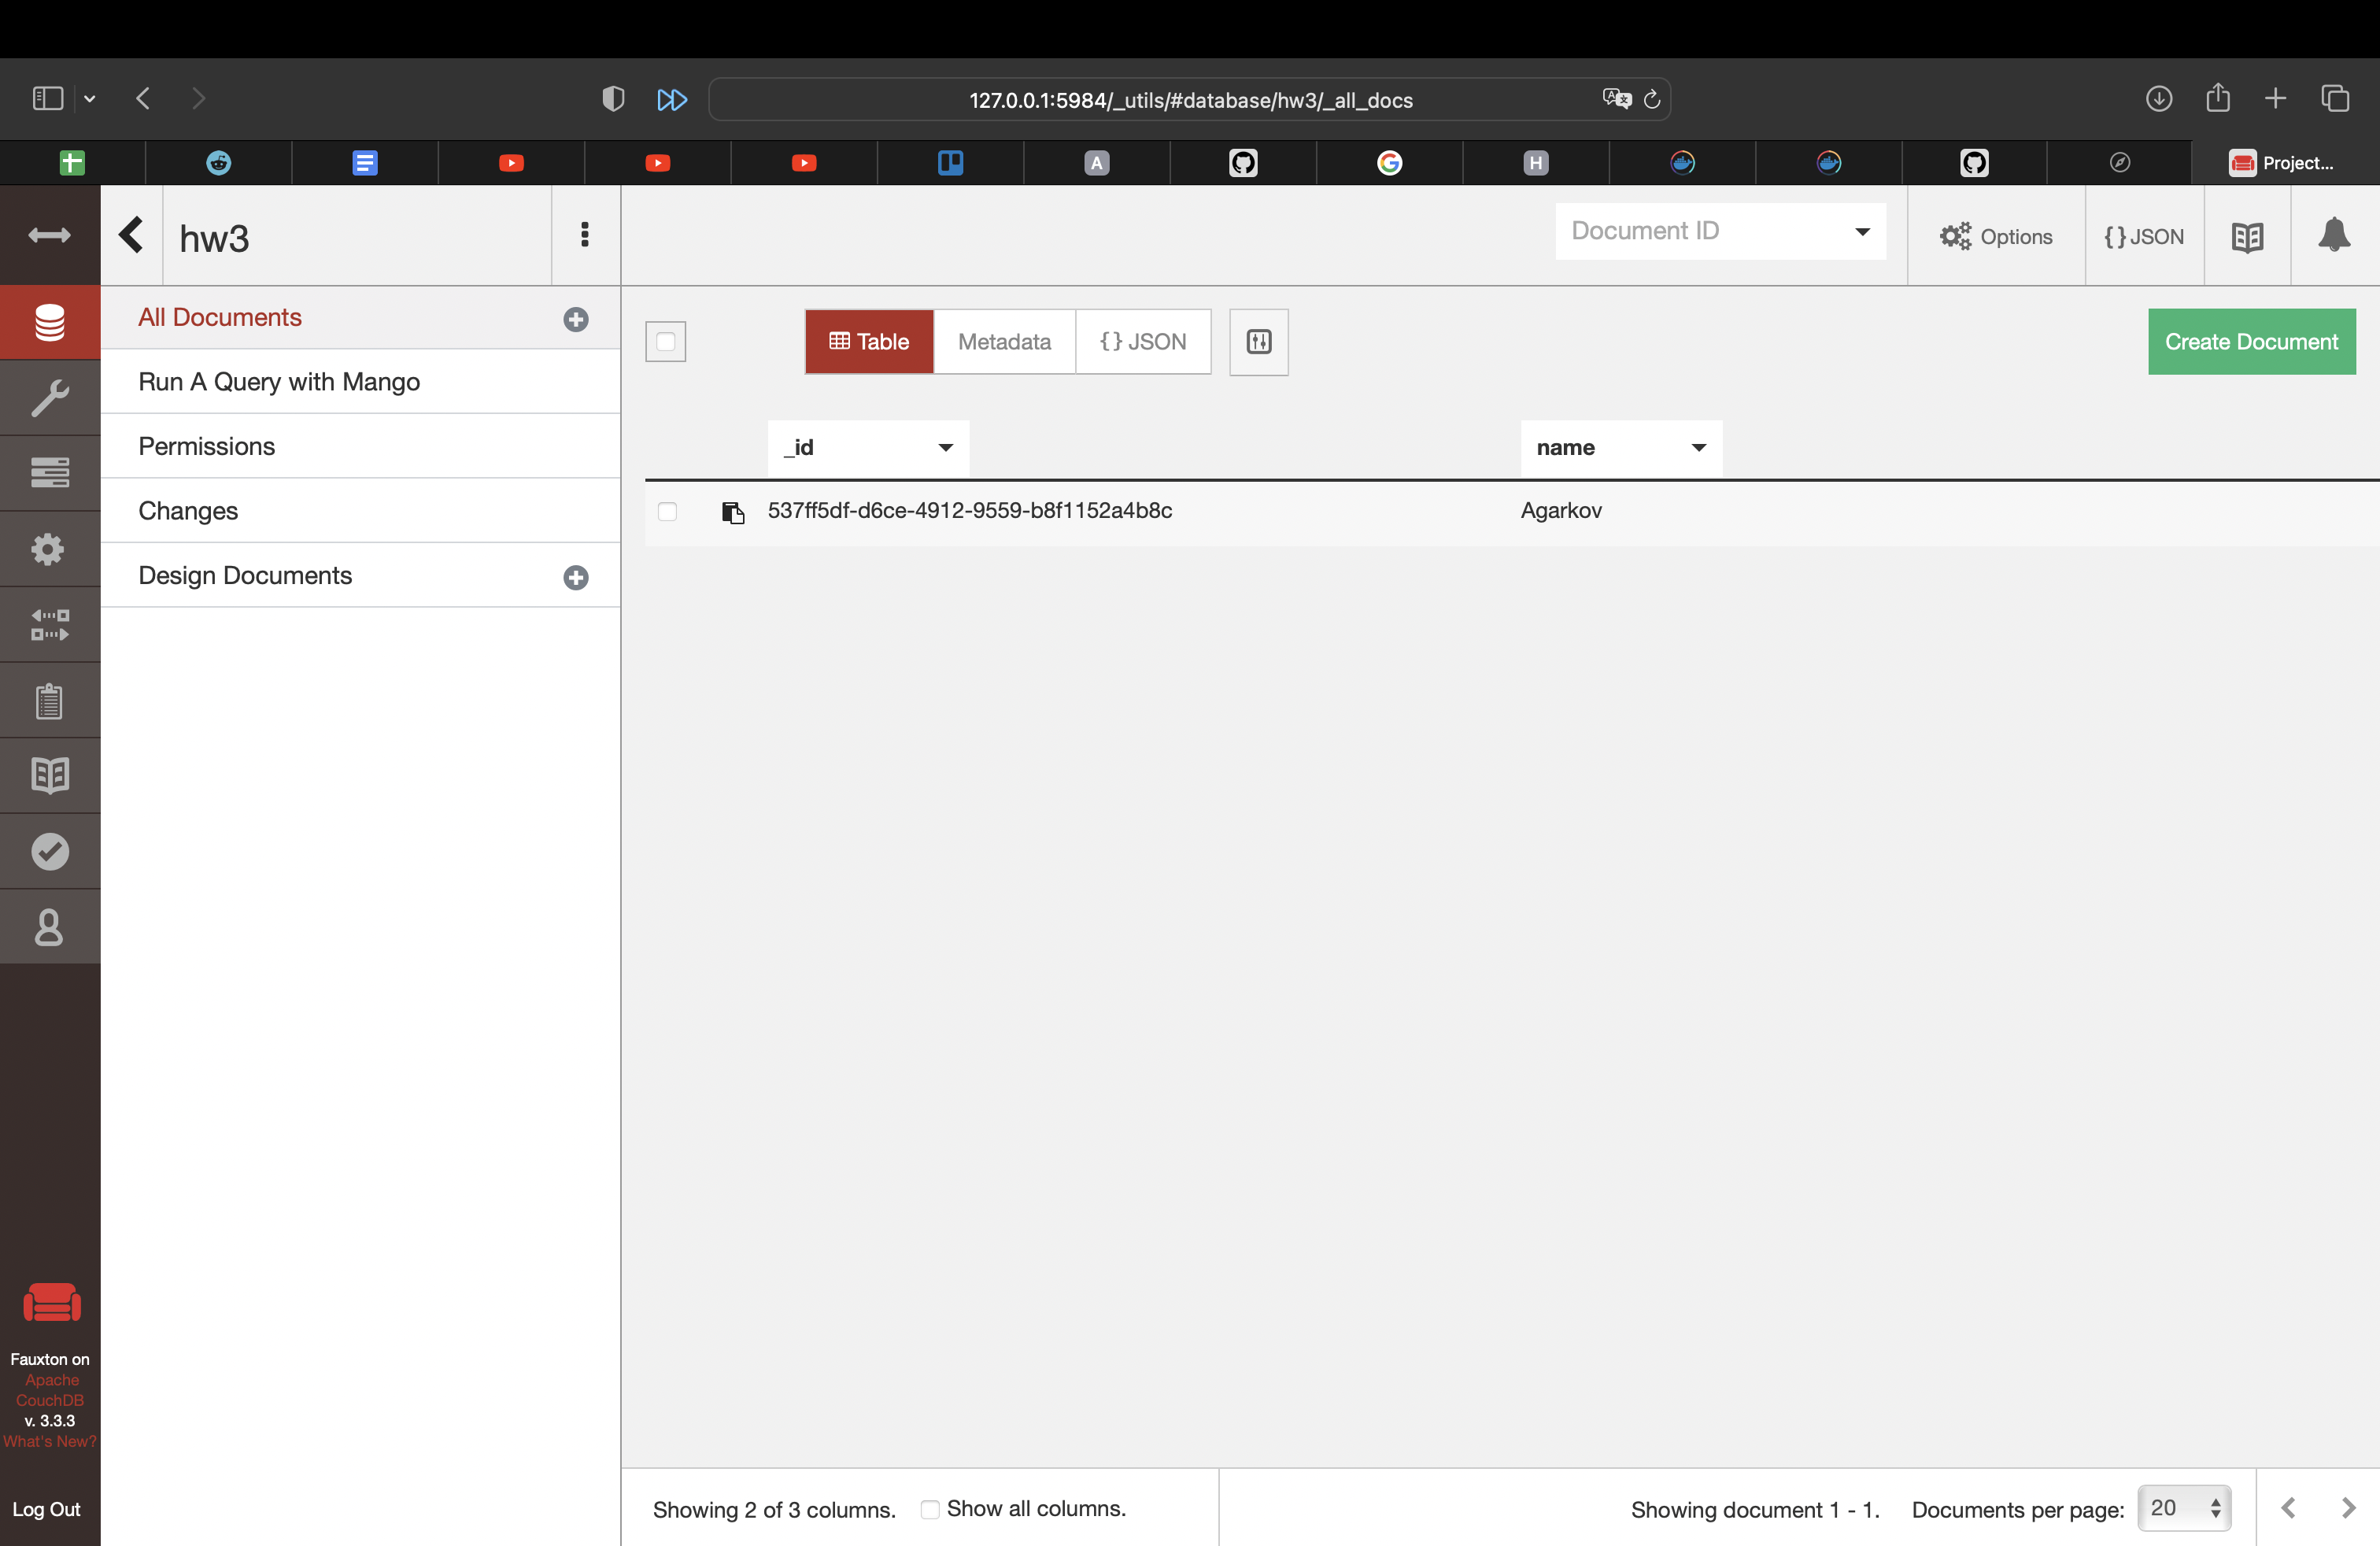 127.0.0.1:5984/_utils/#database/hw3/_all_docs
A
H
Project...
hw3
Document ID
Options
{ } JSON
All Documents
Run A Query with Mango
Permissions
Changes
Design Documents
Table
Metadata
{ } JSON
Create Document
_id
name
537ff5df-d6ce-4912-9559-b8f1152a4b8c
Agarkov
Fauxton on
Apache
CouchDB
v. 3.3.3
What's New?
Log Out
Showing 2 of 3 columns.
Show all columns.
Showing document 1 - 1.
Documents per page:
20